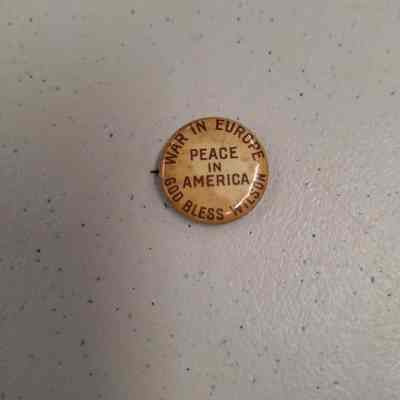 WAR IN EUROPE
PEACE
IN
AMERICA
GOD BLESS WILSON